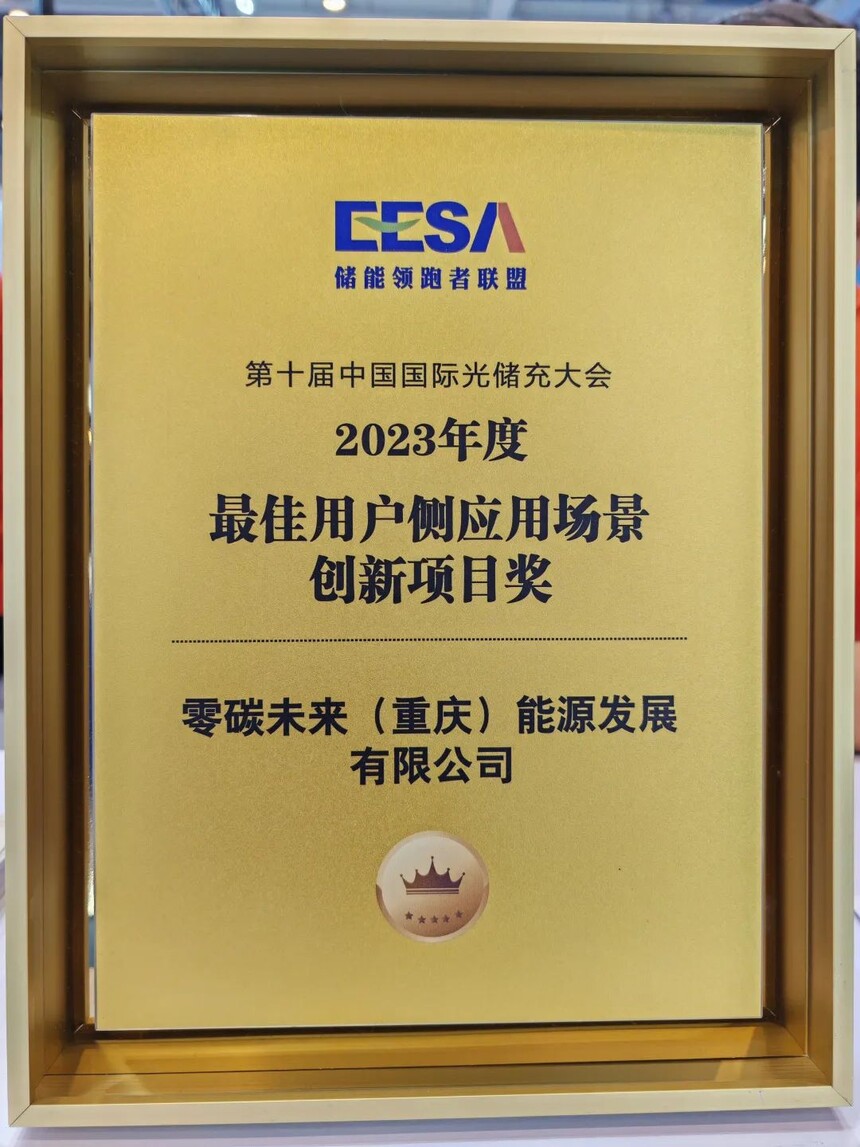 EESA
储能领跑者联盟
第十届中国国际光储充大会
2023年度
最佳用户侧应用场景
创新项目奖
零碳未来（重庆）能源发展
有限公司